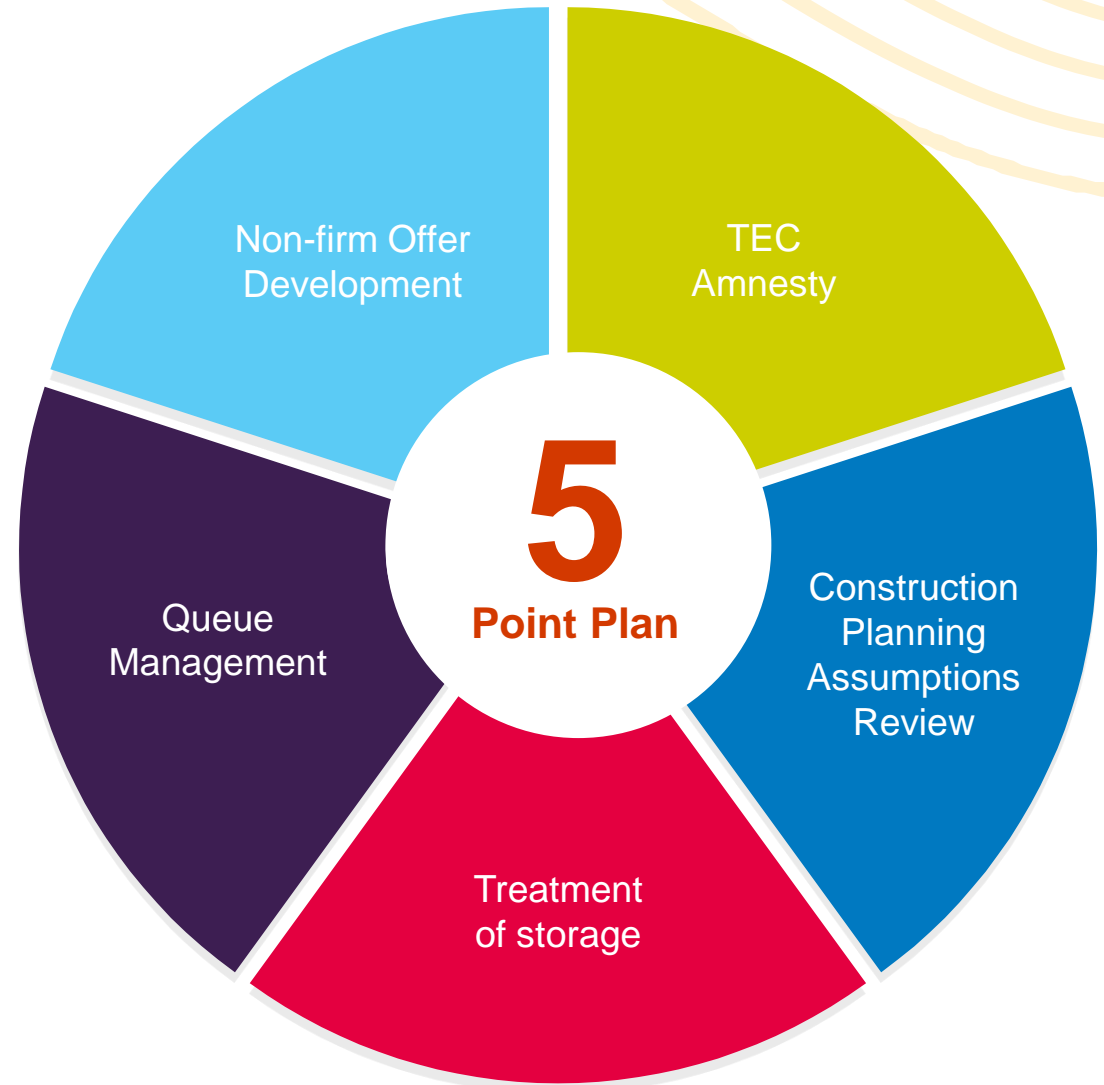 5
Point Plan
TEC
Amnesty
Construction
Planning
Assumptions
Review
Treatment
of storage
Queue
Management
Non-firm Offer
Development